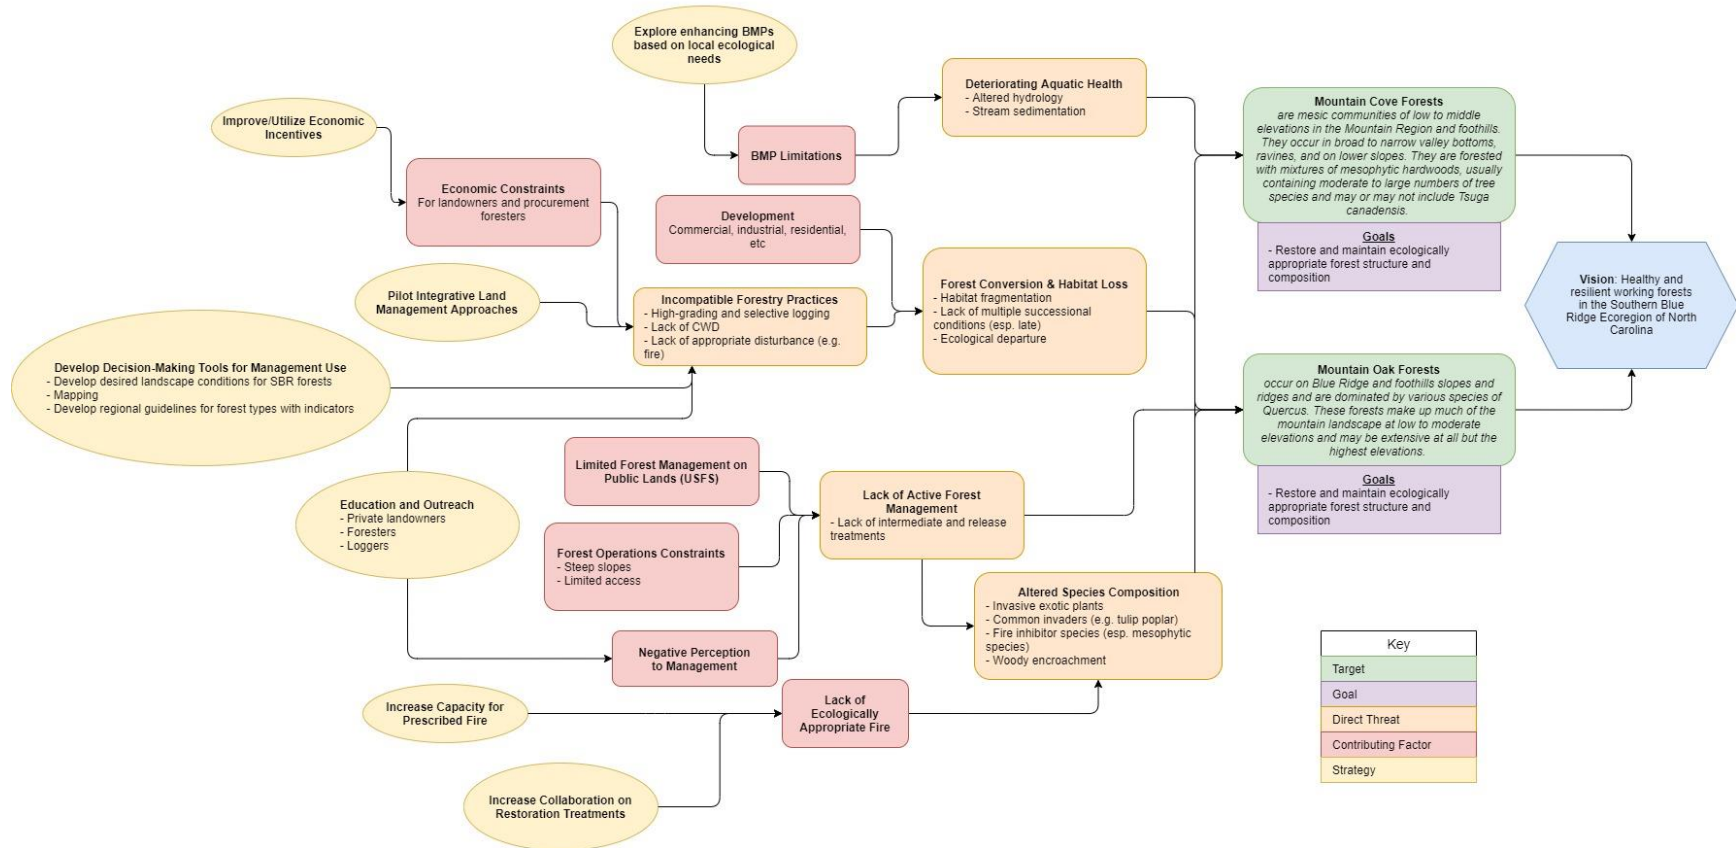 Explore enhancing BMPs
based on local ecological
needs
Improve/Utilize Economic
Incentives
Economic Constraints
For landowners and procurement
foresters
BMP Limitations
Deteriorating Aquatic Health
- Altered hydrology
- Stream sedimentation
Development
Commercial, industrial, residential,
etc
Pilot Integrative Land
Management Approaches
Incompatible Forestry Practices
- High-grading and selective logging
- Lack of CWD
- Lack of appropriate disturbance (e.g.
fire)
Forest Conversion & Habitat Loss
- Habitat fragmentation
- Lack of multiple successional
conditions (esp. late)
- Ecological departure
Develop Decision-Making Tools for Management Use
- Develop desired landscape conditions for SBR forests
- Mapping
- Develop regional guidelines for forest types with indicators
Education and Outreach
- Private landowners
- Foresters
- Loggers
Limited Forest Management on
Public Lands (USFS)
Forest Operations Constraints
- Steep slopes
- Limited access
Negative Perception
to Management
Lack of Active Forest
Management
- Lack of intermediate and release
treatments
Altered Species Composition
- Invasive exotic plants
- Common invaders (e.g. tulip poplar)
- Fire inhibitor species (esp. mesophytic
species)
- Woody encroachment
Increase Capacity for
Prescribed Fire
Lack of
Ecologically
Appropriate Fire
Increase Collaboration on
Restoration Treatments
Mountain Cove Forests
are mesic communities of low to middle
elevations in the Mountain Region and foothills.
They occur in broad to narrow valley bottoms,
ravines, and on lower slopes. They are forested
with mixtures of mesophytic hardwoods, usually
containing moderate to large numbers of tree
species and may or may not include Tsuga
canadensis.
Goals
- Restore and maintain ecologically
appropriate forest structure and
composition
Mountain Oak Forests
occur on Blue Ridge and foothills slopes and
ridges and are dominated by various species of
Quercus. These forests make up much of the
mountain landscape at low to moderate
elevations and may be extensive at all but the
highest elevations.
Goals
- Restore and maintain ecologically
appropriate forest structure and
composition
Vision: Healthy and
resilient working forests
in the Southern Blue
Ridge Ecoregion of North
Carolina
Key
Target
Goal
Direct Threat
Contributing Factor
Strategy